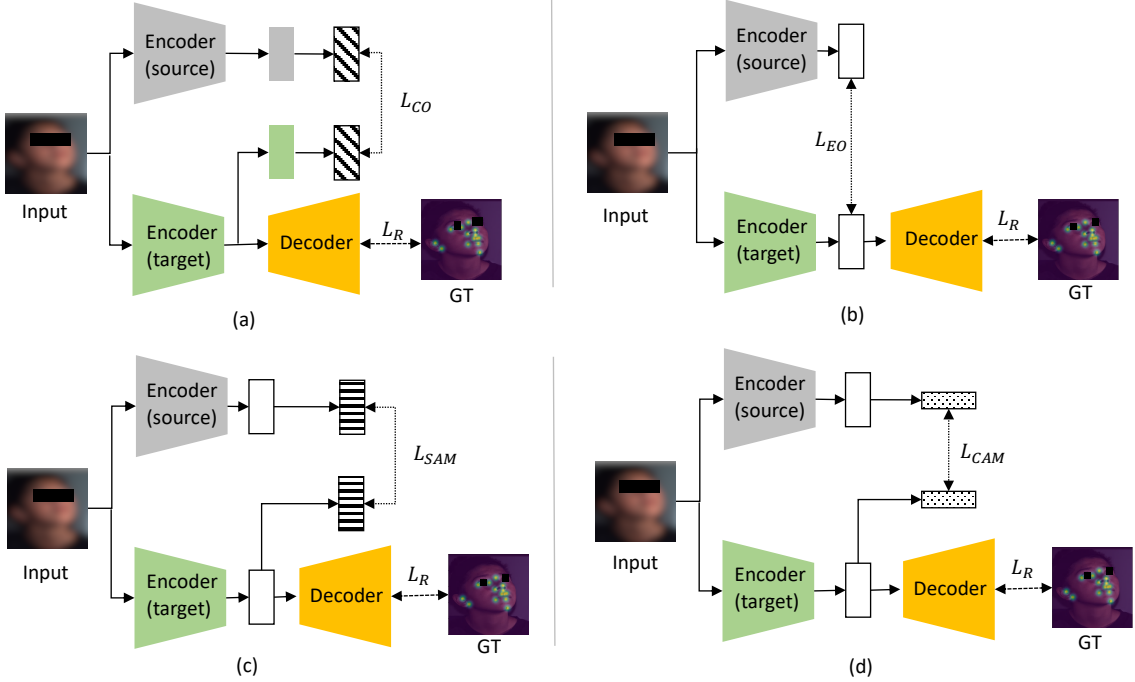 Encoder
(source)
L_CO
Input
Encoder
(target)
Decoder
L_R
GT
(a)
Encoder
(source)
L_EO
Input
Encoder
(target)
Decoder
L_R
GT
(b)
Encoder
(source)
L_SAM
Input
Encoder
(target)
Decoder
L_R
GT
(c)
Encoder
(source)
L_CAM
Input
Encoder
(target)
Decoder
L_R
GT
(d)